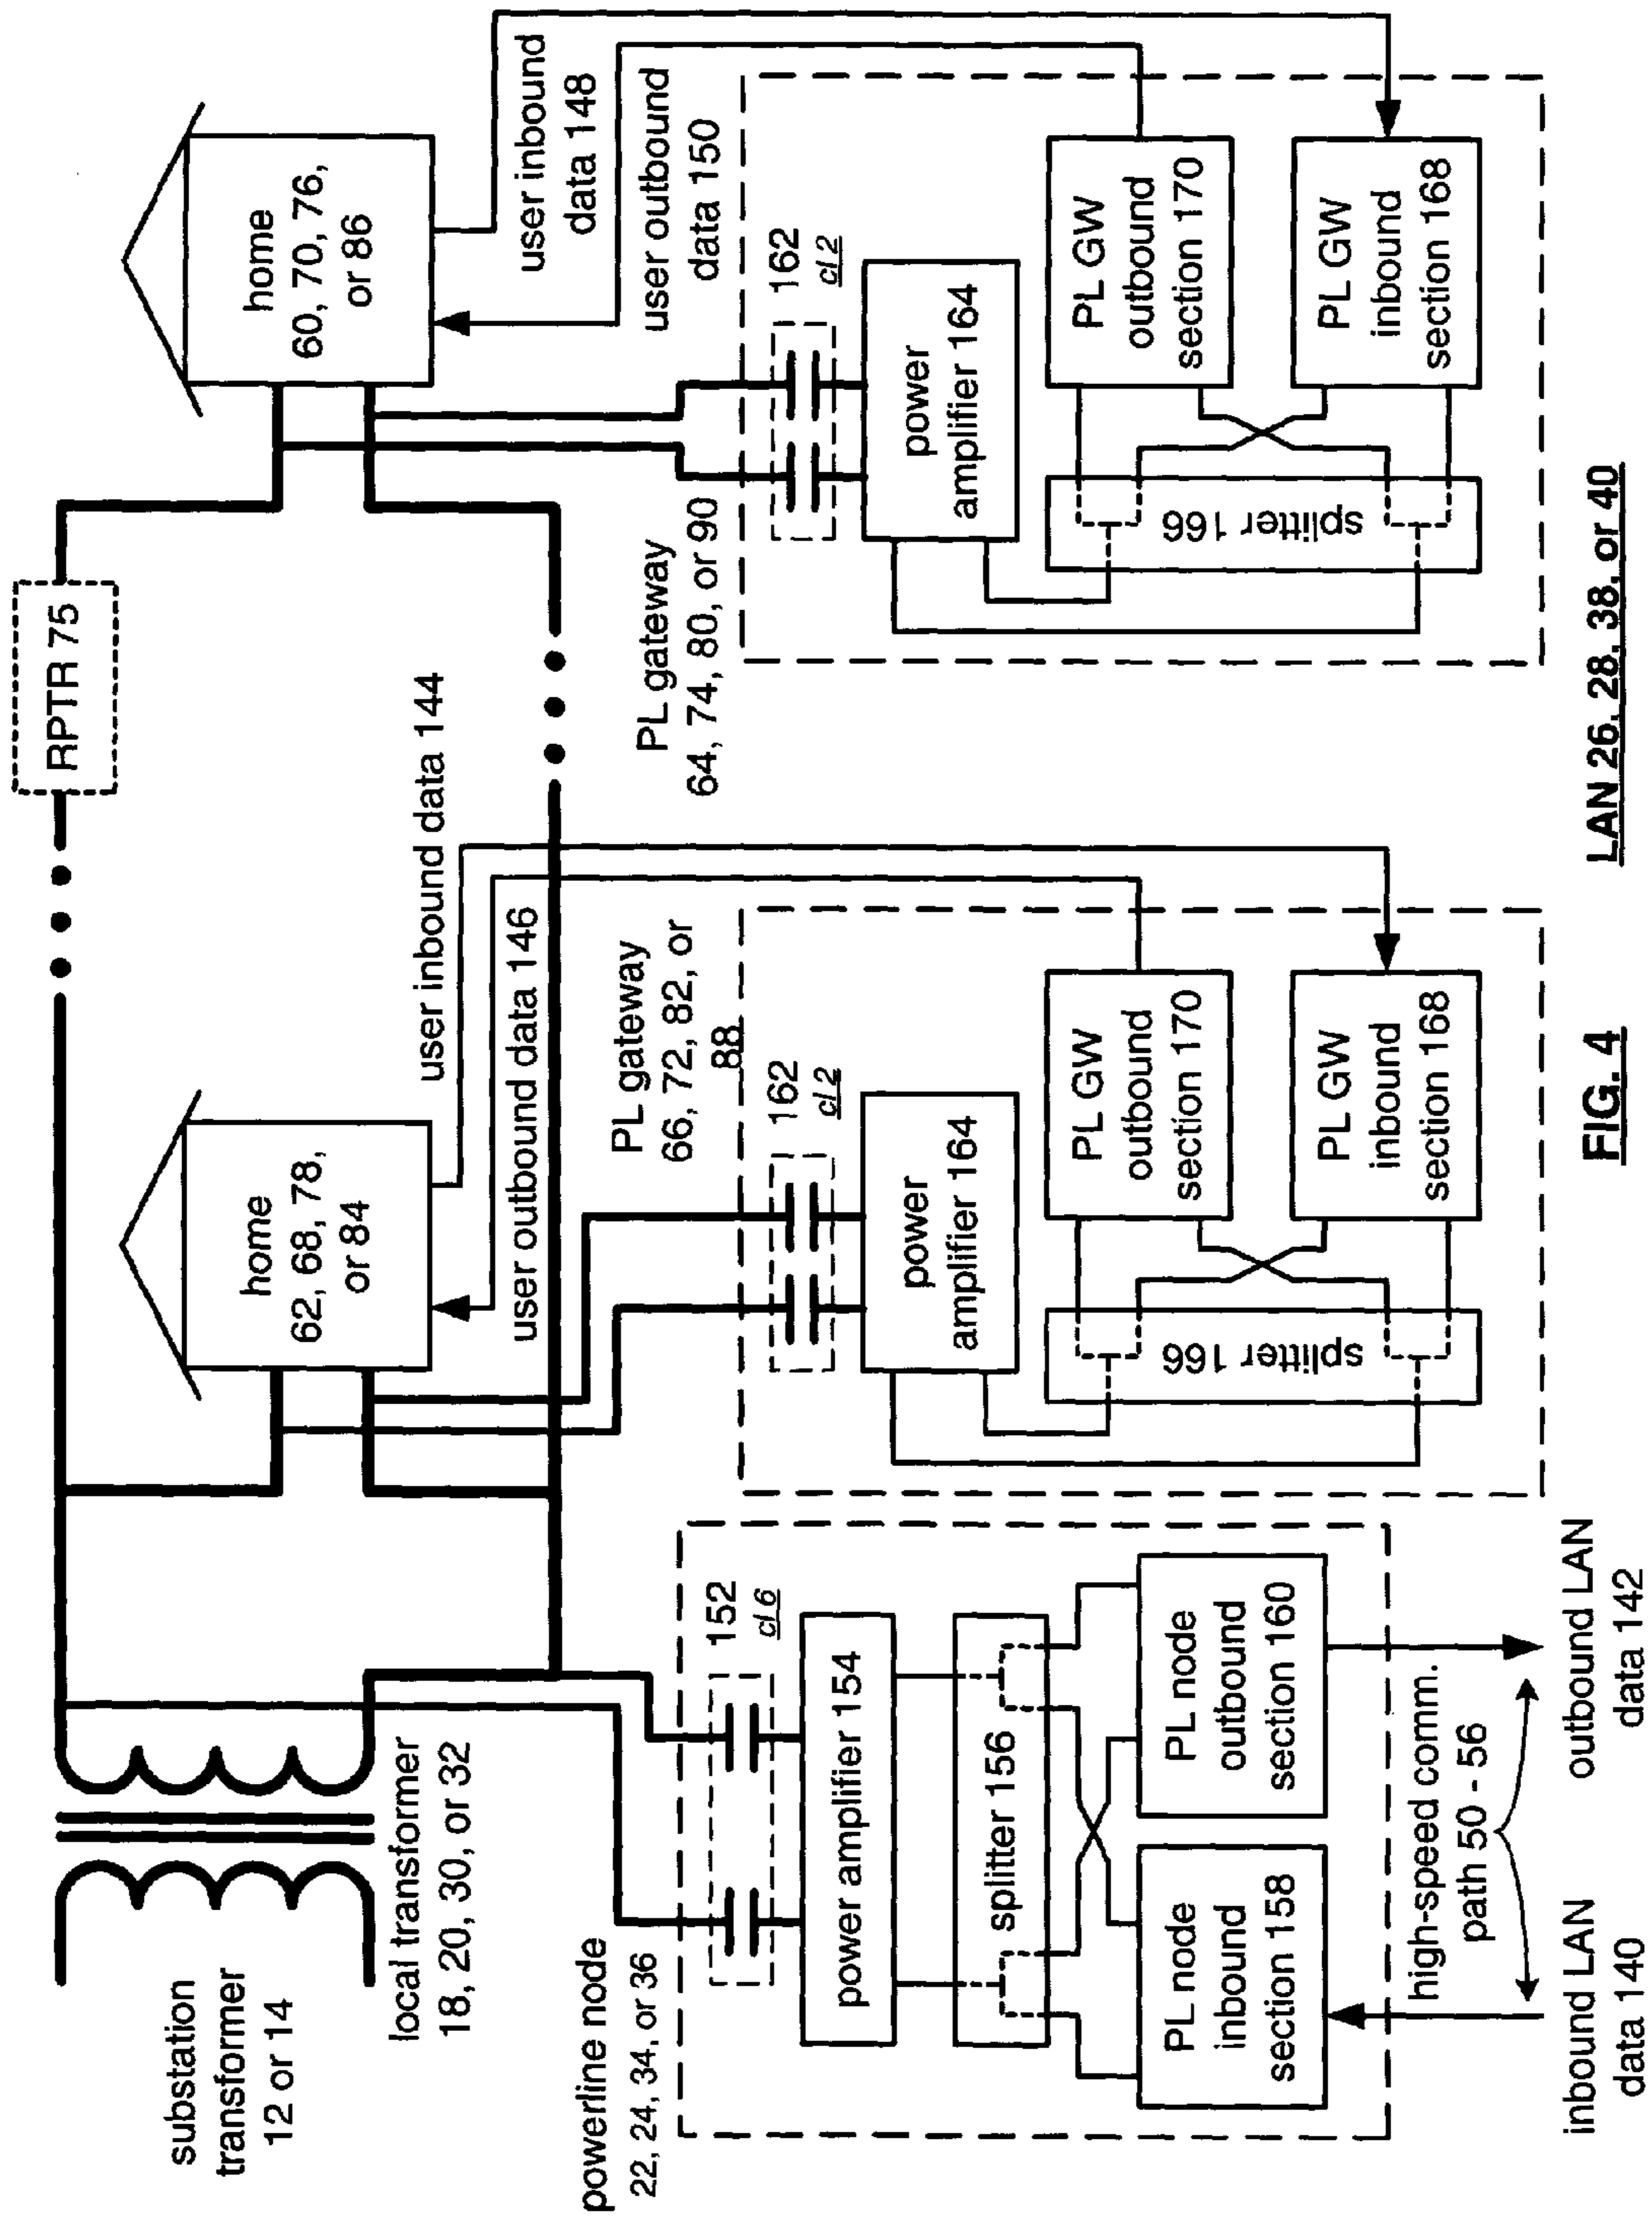 substation
transformer
12 or 14
local transformer
18, 20, 30, or 32
RPTR 75
home
62, 68, 78,
or 84
home
60, 70, 76,
or 86
user inbound data 144
user outbound data 146
user inbound
data 148
user outbound
data 150
powerline node
22, 24, 34, or 36
152
cl 6
power amplifier 154
splitter 156
PL node
inbound
section 158
PL node
outbound
section 160
high-speed comm.
path 50 - 56
inbound LAN
data 140
outbound LAN
data 142
PL gateway
66, 72, 82, or
88
162
cl 2
power
amplifier 164
splitter 166
PL GW
outbound
section 170
PL GW
inbound
section 168
PL gateway
64, 74, 80, or 90
162
cl 2
power
amplifier 164
splitter 166
PL GW
outbound
section 170
PL GW
inbound
section 168
FIG. 4
LAN 26, 28, 38, or 40